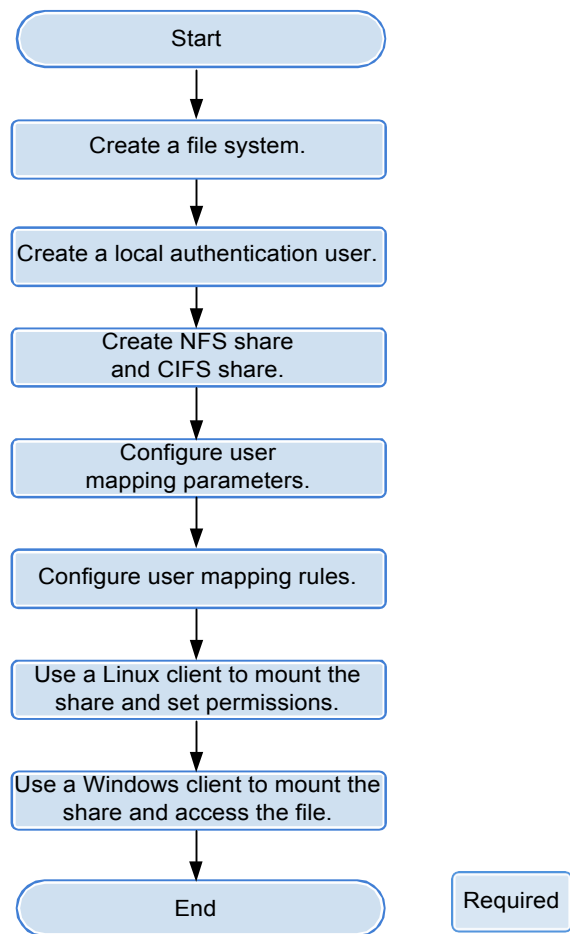 Start
Create a file system.
Create a local authentication user.
Create NFS share
and CIFS share.
Configure user
mapping parameters.
Configure user mapping rules.
Use a Linux client to mount the
share and set permissions.
Use a Windows client to mount the
share and access the file.
End
Required